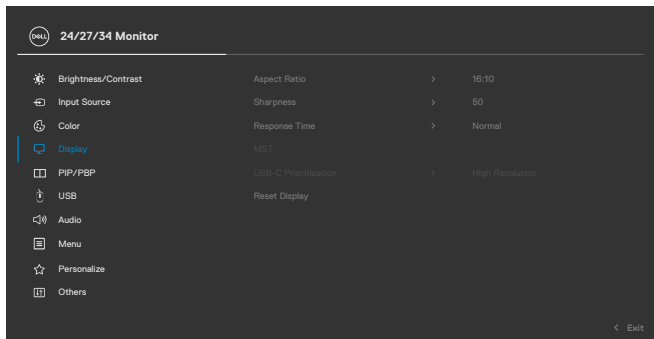 DELL 24/27/34 Monitor
Brightness/Contrast Aspect Ratio > 16:10
Input Source Sharpness > 50
Color Response Time > Normal
Display MST
PIP/PBP USB-C Prioritization > High Resolution
USB Reset Display
Audio
Menu
Personalize
Others
< Exit